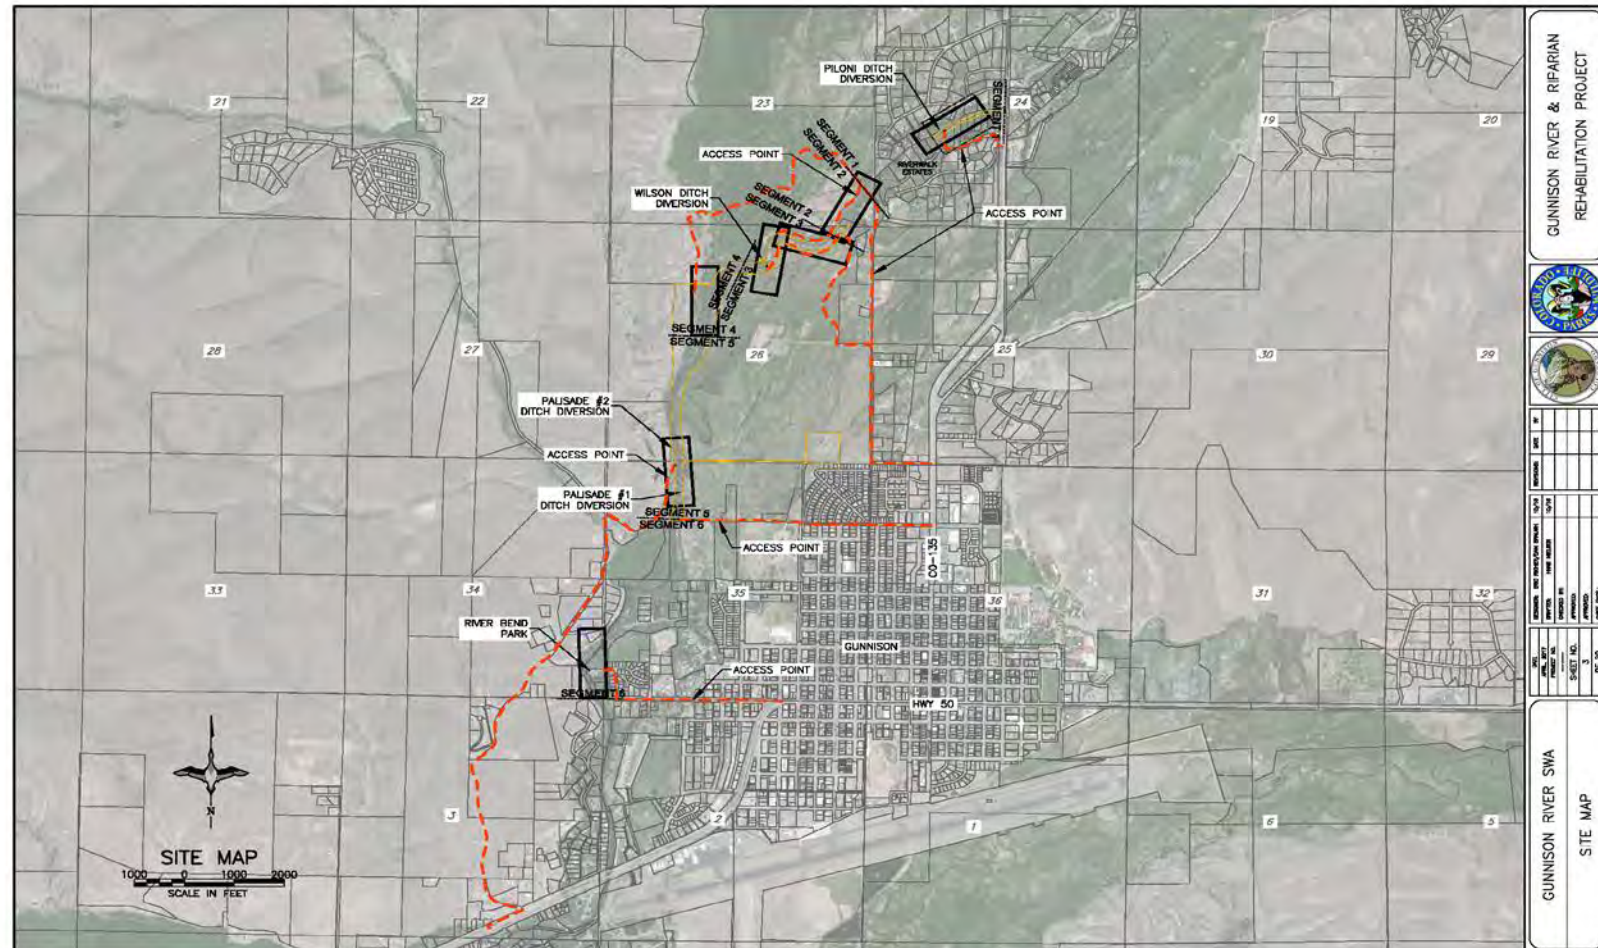 PILONI DITCH
DIVERSION
SEGMENT 1
21
22
23
24
19
20
SEGMENT 1
SEGMENT 2
ACCESS POINT
RIVERWALK
ESTATES
WILSON DITCH
DIVERSION
SEGMENT 2
SEGMENT 3
ACCESS POINT
SEGMENT 4
SEGMENT 3
SEGMENT 4
SEGMENT 5
28
27
26
25
30
29
PALISADE #2
DITCH DIVERSION
ACCESS POINT
PALISADE #1
DITCH DIVERSION
SEGMENT 5
SEGMENT 6
ACCESS POINT
CO-135
33
34
35
36
31
32
RIVER BEND
PARK
GUNNISON
ACCESS POINT
SEGMENT 6
HWY 50
N
3
2
1
6
5
SITE MAP
1000 0 1000 2000
SCALE IN FEET
GUNNISON RIVER & RIPARIAN
REHABILITATION PROJECT
COLORADO
PARKS
SHEET NO.
3
GUNNISON RIVER SWA
SITE MAP